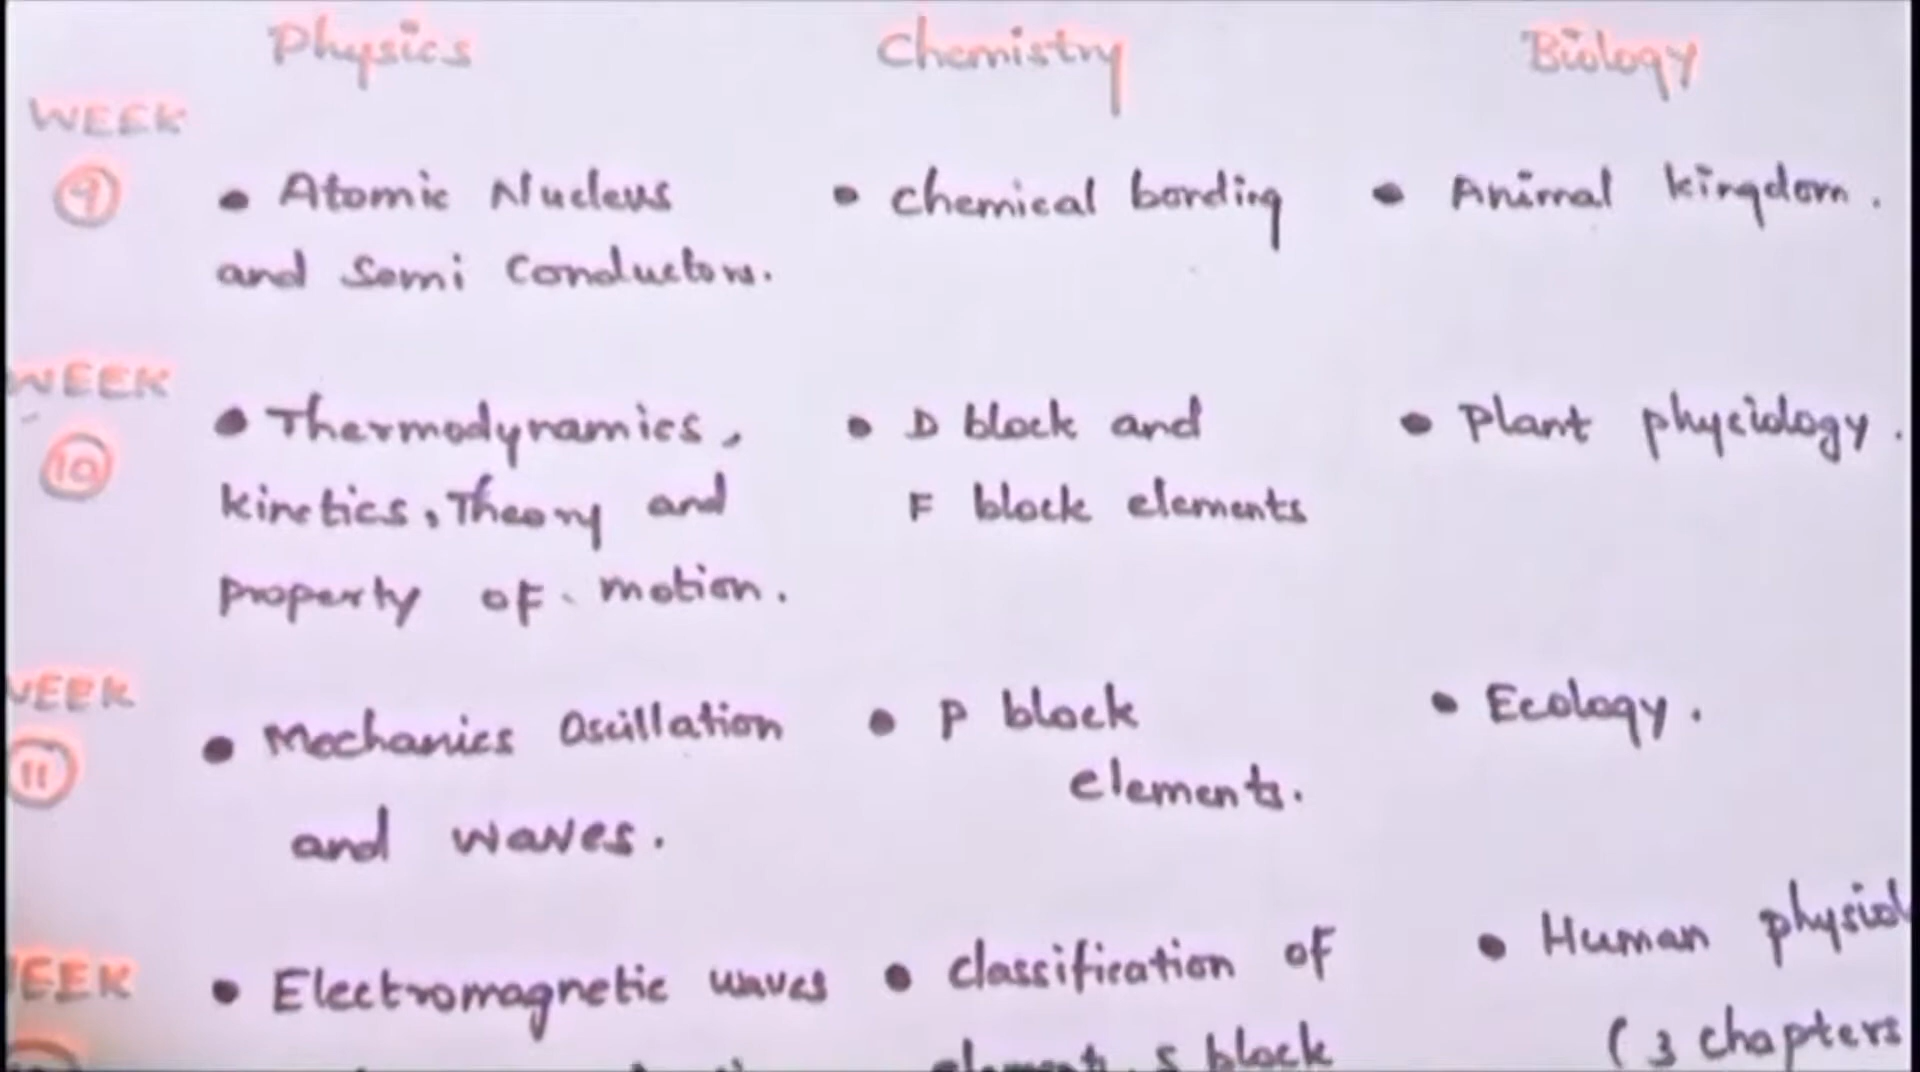 Physics Chemistry Biology
WEEK
9 • Atomic Nucleus • chemical bonding • Animal kingdom.
and Semi Conductors.
WEEK
10 • Thermodynamics, • D block and • Plant physiology.
kinetics, Theory and F block elements
property of motion.
WEEK
11 • Mechanics Oscillation • P block • Ecology.
elements.
and waves.
EEK • Electromagnetic waves • classification of • Human physiol
s block (3 chapters